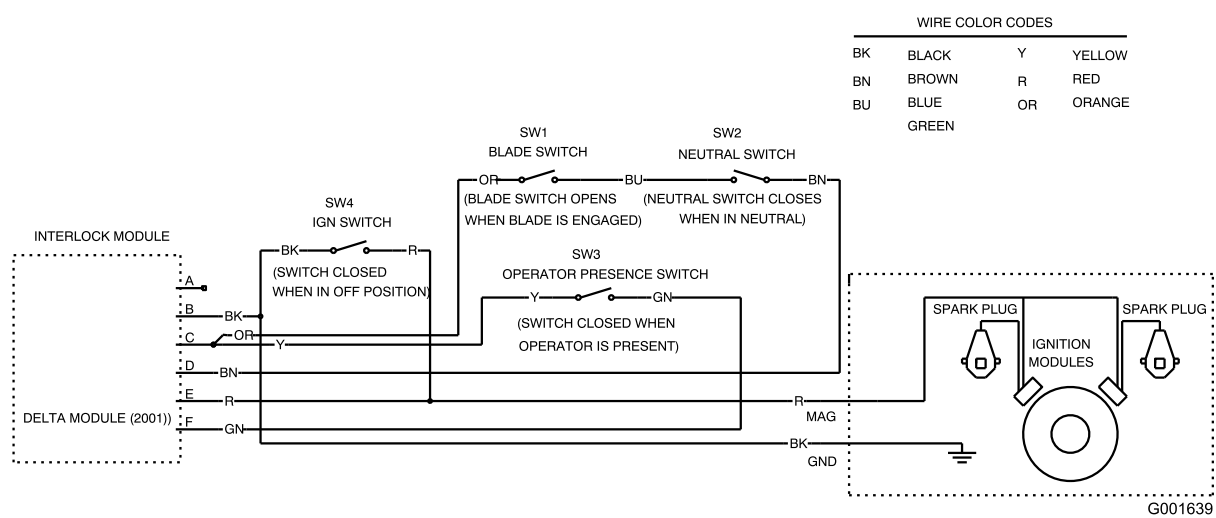 WIRE COLOR CODES
BK BLACK Y YELLOW
BN BROWN R RED
BU BLUE OR ORANGE
GREEN
SW1
BLADE SWITCH
SW2
NEUTRAL SWITCH
OR
BU
BN
(BLADE SWITCH OPENS
WHEN BLADE IS ENGAGED)
(NEUTRAL SWITCH CLOSES
WHEN IN NEUTRAL)
SW4
IGN SWITCH
BK
R
(SWITCH CLOSED
WHEN IN OFF POSITION)
SW3
OPERATOR PRESENCE SWITCH
Y
GN
(SWITCH CLOSED WHEN
OPERATOR IS PRESENT)
INTERLOCK MODULE
A
B
BK
C
OR
Y
D
BN
E
R
F
GN
DELTA MODULE (2001))
R
MAG
BK
GND
SPARK PLUG
SPARK PLUG
IGNITION
MODULES
G001639